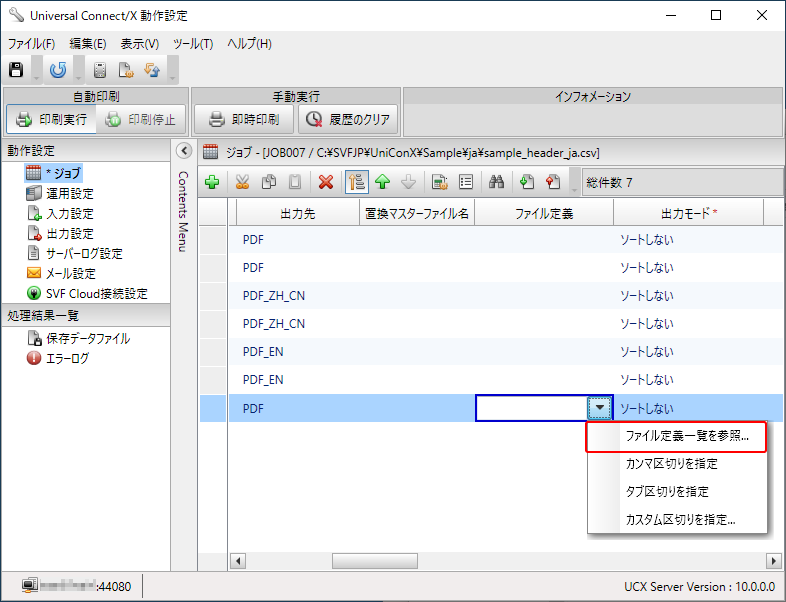 Universal Connect/X 動作設定
ファイル(F) 編集(E) 表示(V) ツール(T) ヘルプ(H)
自動印刷 手動実行 インフォメーション
印刷実行 印刷停止 即時印刷 履歴のクリア
動作設定
* ジョブ
運用設定
入力設定
出力設定
サーバーログ設定
メール設定
SVF Cloud接続設定
処理結果一覧
保存データファイル
エラーログ
Contents Menu
ジョブ - [JOB007 / C:¥SVFJP¥UniConX¥Sample¥ja¥sample_header_ja.csv]
総件数 7
出力先 置換マスターファイル名 ファイル定義 出力モード*
PDF ソートしない
PDF ソートしない
PDF_ZH_CN ソートしない
PDF_ZH_CN ソートしない
PDF_EN ソートしない
PDF_EN ソートしない
PDF ソートしない
ファイル定義一覧を参照...
カンマ区切りを指定
タブ区切りを指定
カスタム区切りを指定...
:44080 UCX Server Version : 10.0.0.0